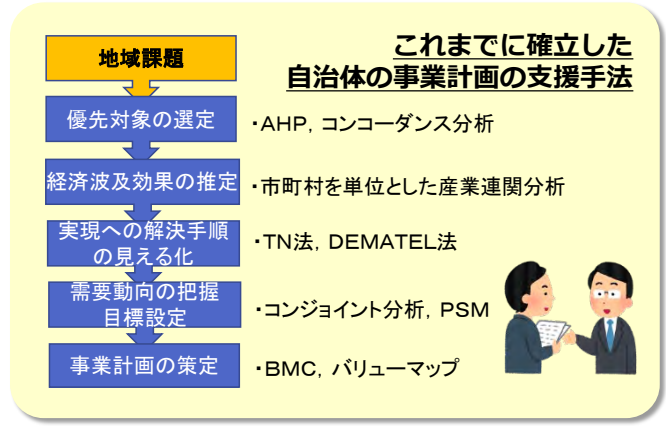 これまでに確立した
自治体の事業計画の支援手法
地域課題
優先対象の選定
・AHP, コンコーダンス分析
経済波及効果の推定
・市町村を単位とした産業連関分析
実現への解決手順
の見える化
・TN法, DEMATEL法
需要動向の把握
目標設定
・コンジョイント分析, PSM
事業計画の策定
・BMC, バリューマップ